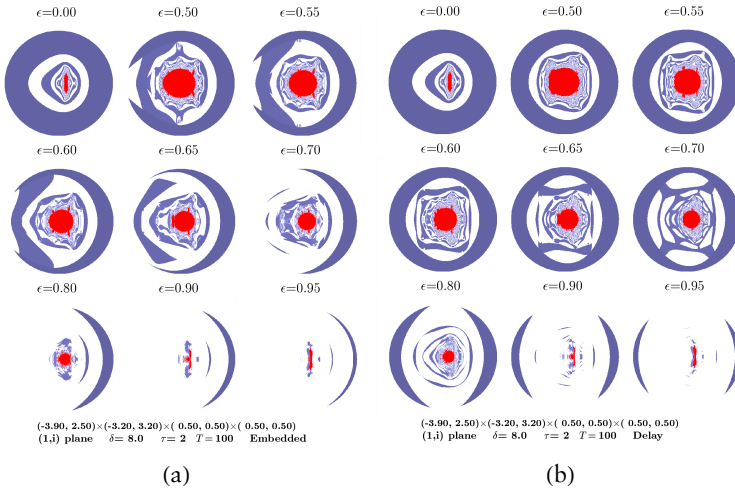 ϵ=0.00 ϵ=0.50 ϵ=0.55
ϵ=0.60 ϵ=0.65 ϵ=0.70
ϵ=0.80 ϵ=0.90 ϵ=0.95
(-3.90, 2.50)×(-3.20, 3.20)×( 0.50, 0.50)×( 0.50, 0.50)
(1,i) plane δ= 8.0 τ= 2 T=100 Embedded
(a)
ϵ=0.00 ϵ=0.50 ϵ=0.55
ϵ=0.60 ϵ=0.65 ϵ=0.70
ϵ=0.80 ϵ=0.90 ϵ=0.95
(-3.90, 2.50)×(-3.20, 3.20)×( 0.50, 0.50)×( 0.50, 0.50)
(1,i) plane δ= 8.0 τ= 2 T=100 Delay
(b)